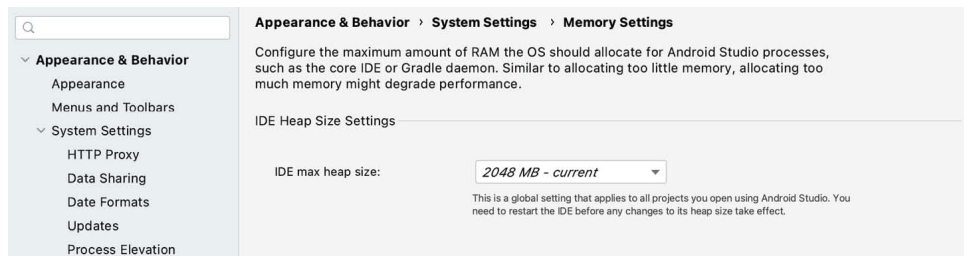 Appearance & Behavior
Appearance
Menus and Toolbars
System Settings
HTTP Proxy
Data Sharing
Date Formats
Updates
Process Elevation
Appearance & Behavior › System Settings › Memory Settings
Configure the maximum amount of RAM the OS should allocate for Android Studio processes,
such as the core IDE or Gradle daemon. Similar to allocating too little memory, allocating too
much memory might degrade performance.
IDE Heap Size Settings
IDE max heap size:
2048 MB - current
This is a global setting that applies to all projects you open using Android Studio. You
need to restart the IDE before any changes to its heap size take effect.